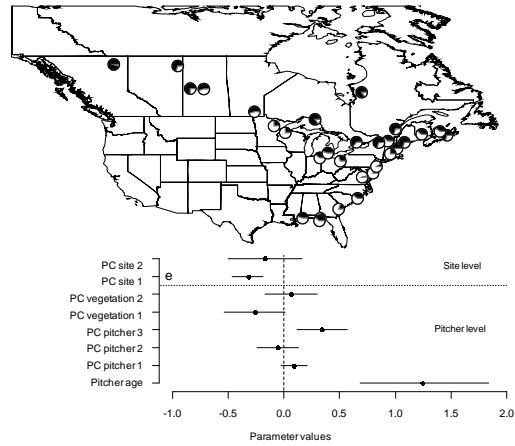 PC site 2
Site level
PC site 1
e
PC vegetation 2
PC vegetation 1
PC pitcher 3
Pitcher level
PC pitcher 2
PC pitcher 1
Pitcher age
-1.0 -0.5 0.0 0.5 1.0 1.5 2.0
Parameter values